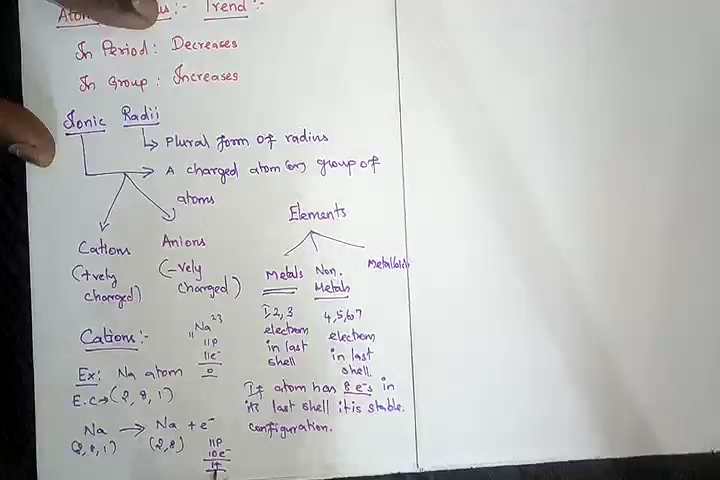 Trend :-
In Period : Decreases
In Group : Increases
Ionic Radii
Plural form of radius
A charged atom (or) group of
atoms
Elements
Cations
Anions
(+vely
charged)
(-vely
charged)
Metals
Non.
Metals
1,2,3
electron
in last
shell
4,5,6,7
electron
in last
shell.
Cations :-
11Na23
11P
11e-
0
Ex: Na atom
E.C→(2, 8, 1)
Na → Na + e-
(2,8,1)
(2,8)
11P
10e-
1+
If atom has 8 e-s in
its last shell it is stable.
configuration.